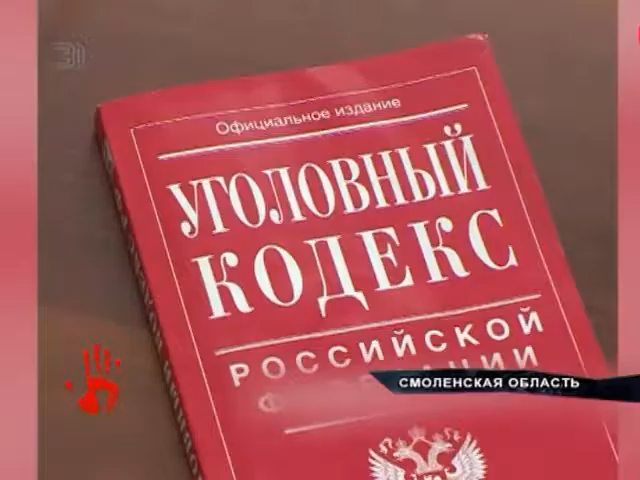 Официальное издание
УГОЛОВНЫЙ
КОДЕКС
РОССИЙСКОЙ
СМОЛЕНСКАЯ ОБЛАСТЬ